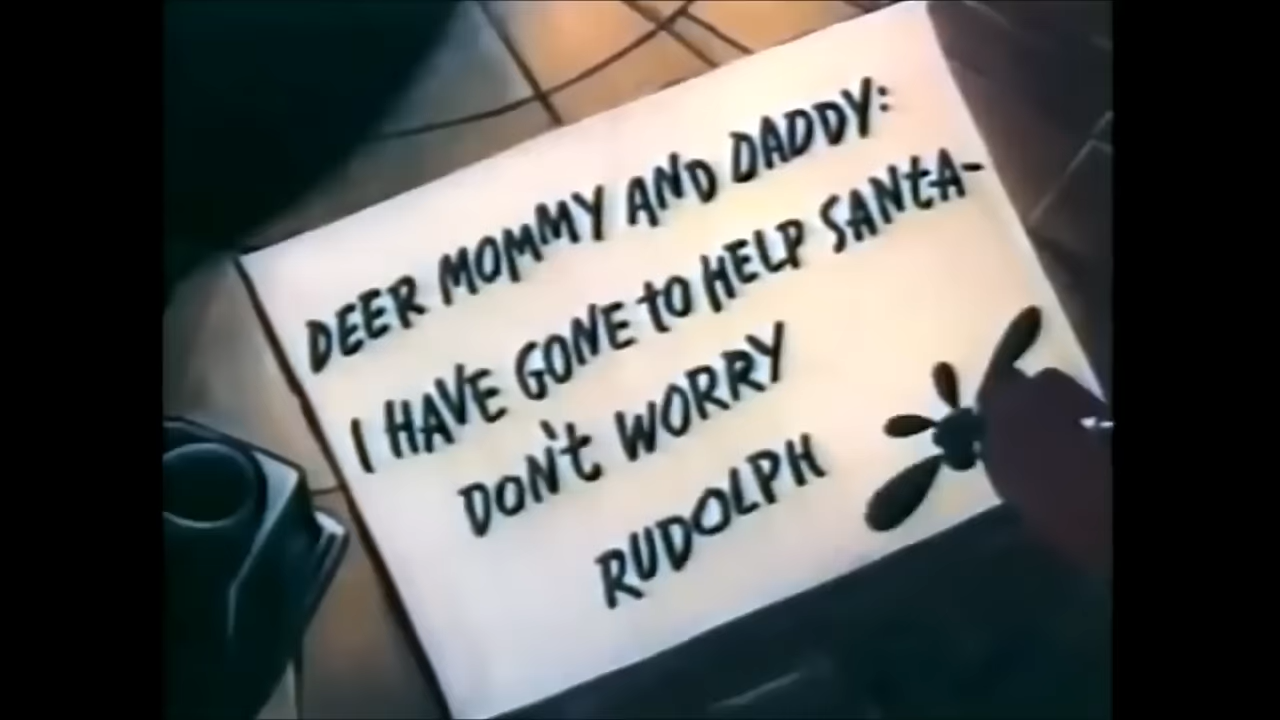 DEER MOMMY AND DADDY:
I HAVE GONE to HELP SANtA-
DON't WORRY
RUDOLPH